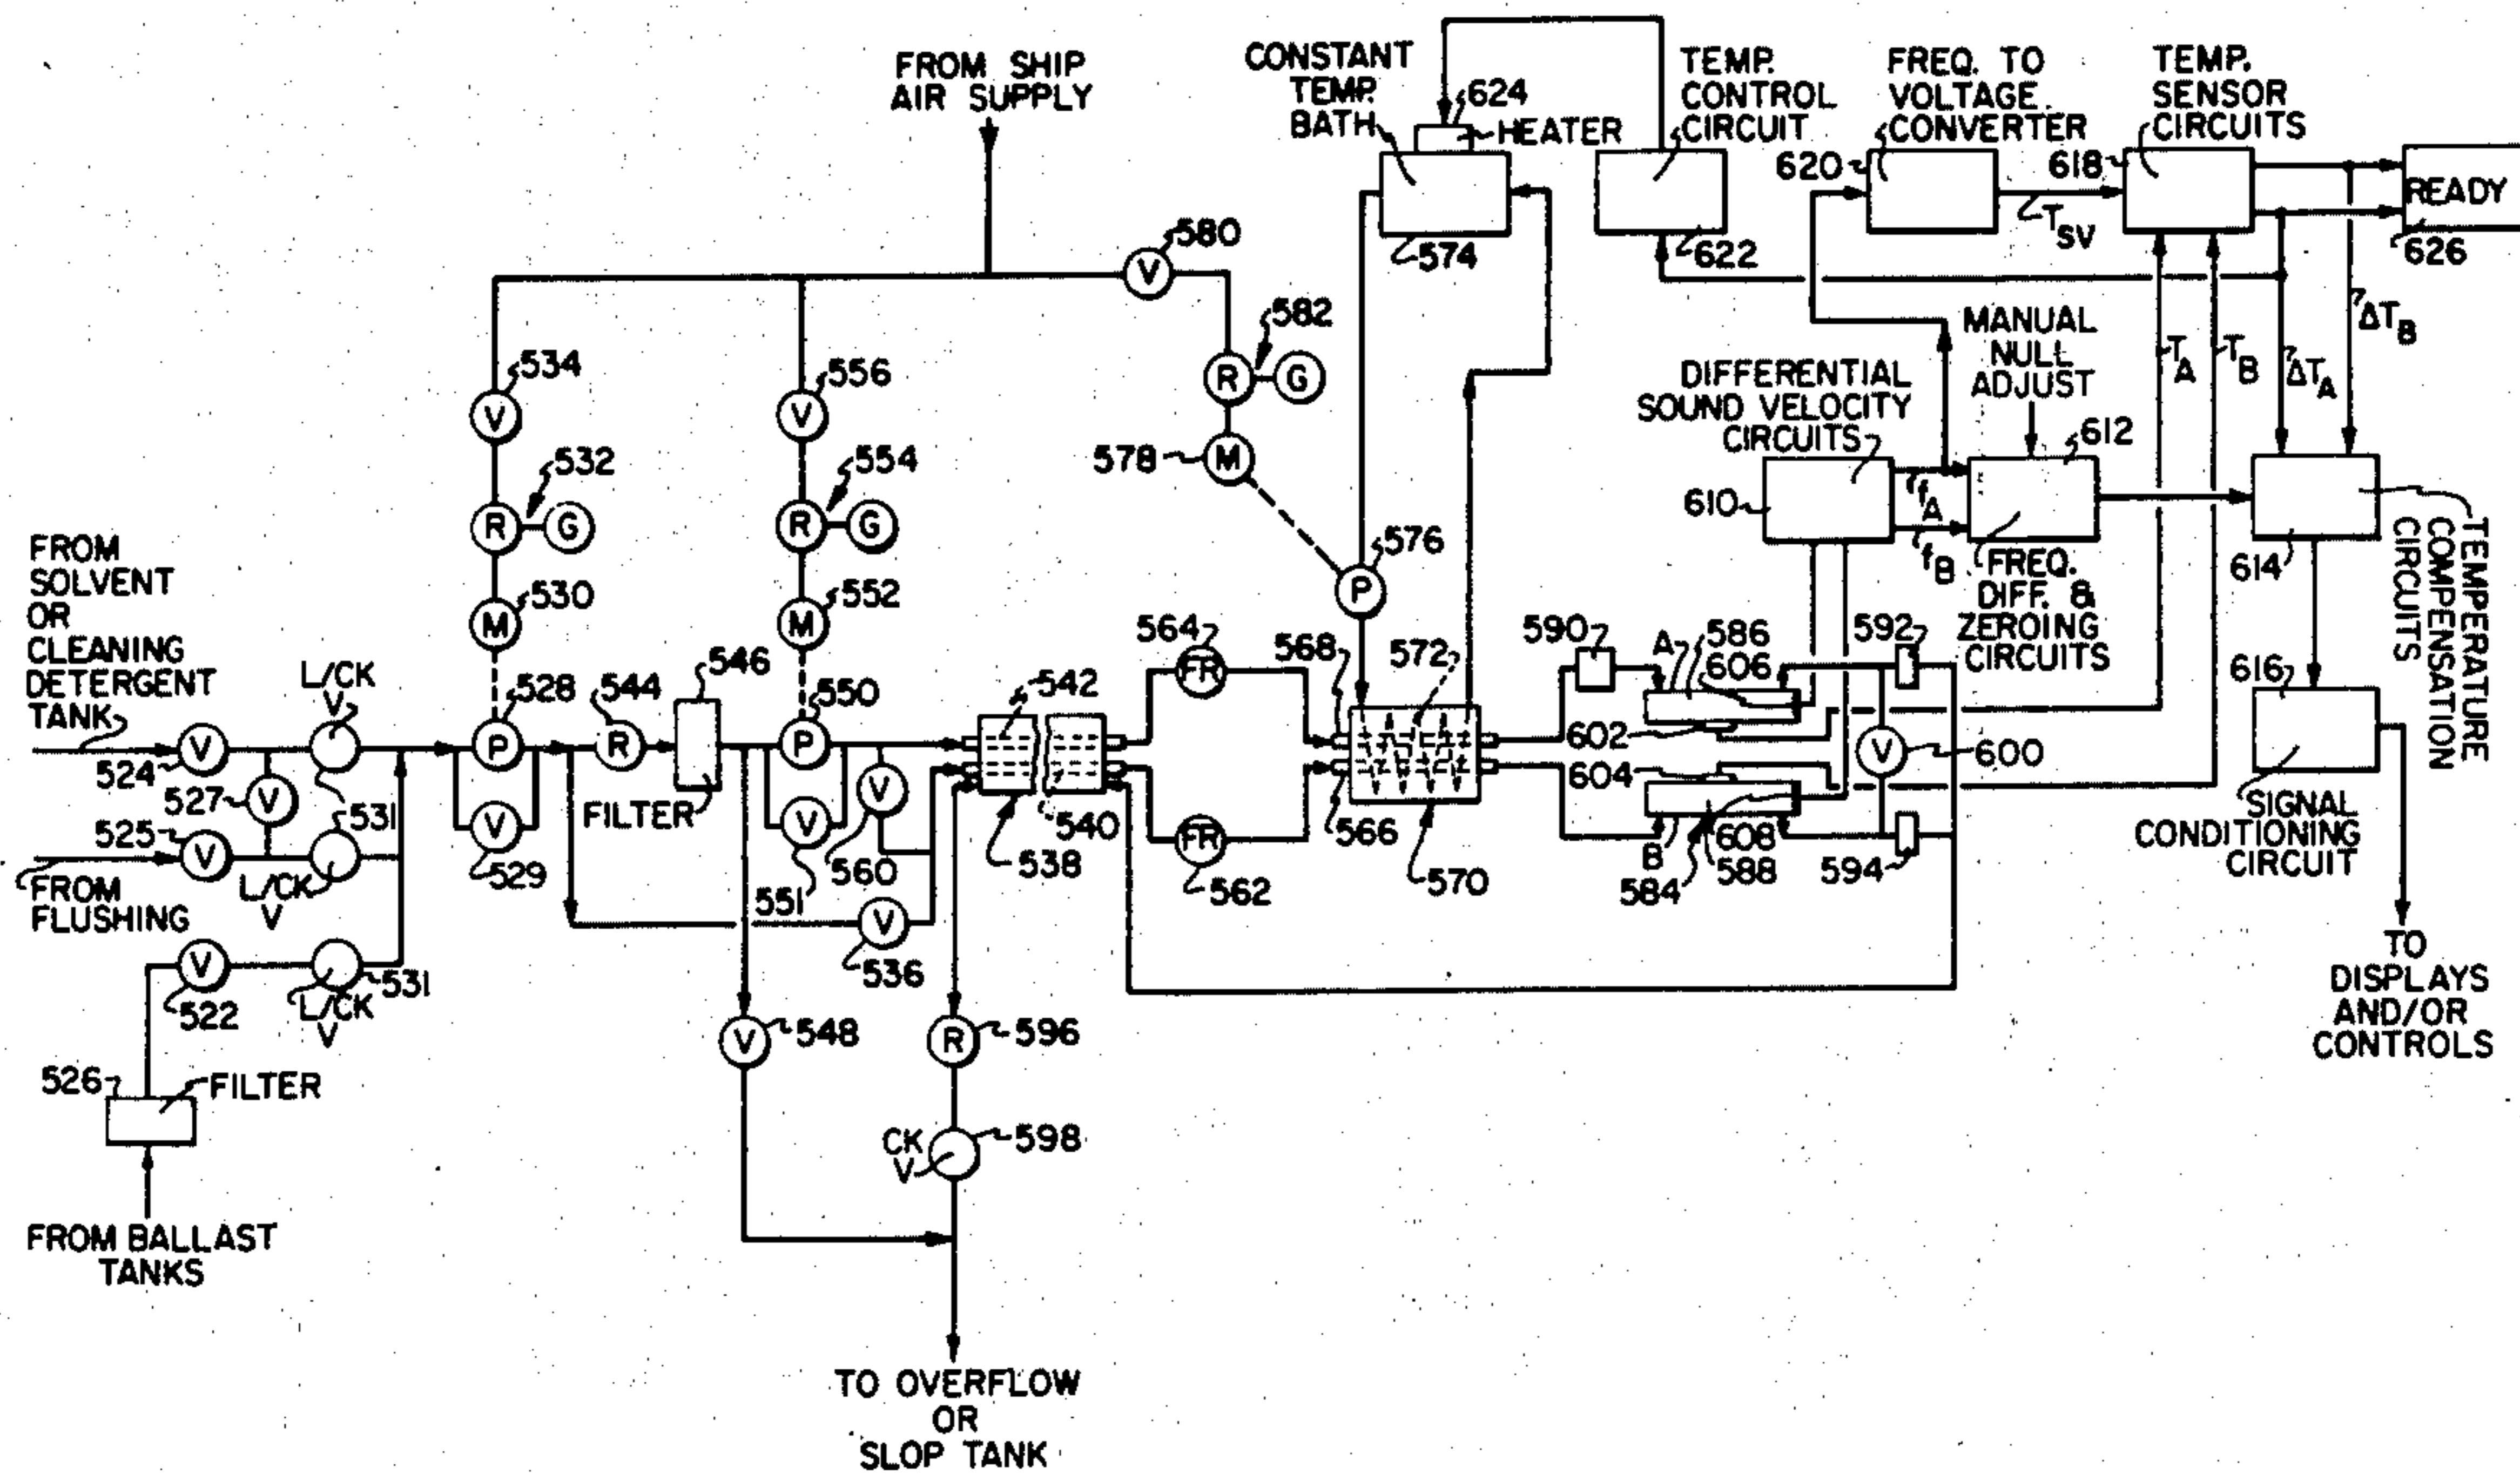 FROM SHIP
AIR SUPPLY
CONSTANT
TEMP.
BATH
624
HEATER
574
TEMP.
CONTROL
CIRCUIT
622
FREQ. TO
VOLTAGE
CONVERTER
620
TSV
TEMP.
SENSOR
CIRCUITS
618
READY
626
580
V
582
R
G
578
M
534
V
556
V
532
R
G
554
R
G
530
M
552
M
576
P
MANUAL
NULL
ADJUST
DIFFERENTIAL
SOUND VELOCITY
CIRCUITS
610
fA
fB
612
FREQ.
DIFF. &
ZEROING
CIRCUITS
TA
TB
ΔTA
ΔTB
614
TEMPERATURE
COMPENSATION
CIRCUITS
616
SIGNAL
CONDITIONING
CIRCUIT
TO
DISPLAYS
AND/OR
CONTROLS
FROM
SOLVENT
OR
CLEANING
DETERGENT
TANK
524
V
L/CK
V
527
V
531
525
V
L/CK
V
FROM
FLUSHING
522
V
L/CK
V
531
526
FILTER
FROM BALLAST
TANKS
528
P
V
529
544
R
546
FILTER
550
P
V
551
V
560
V
536
542
540
538
564
FR
FR
562
568
566
572
570
590
A
586
606
602
604
B
584
608
588
592
V
600
594
V
548
R
596
CK
V
598
TO OVERFLOW
OR
SLOP TANK